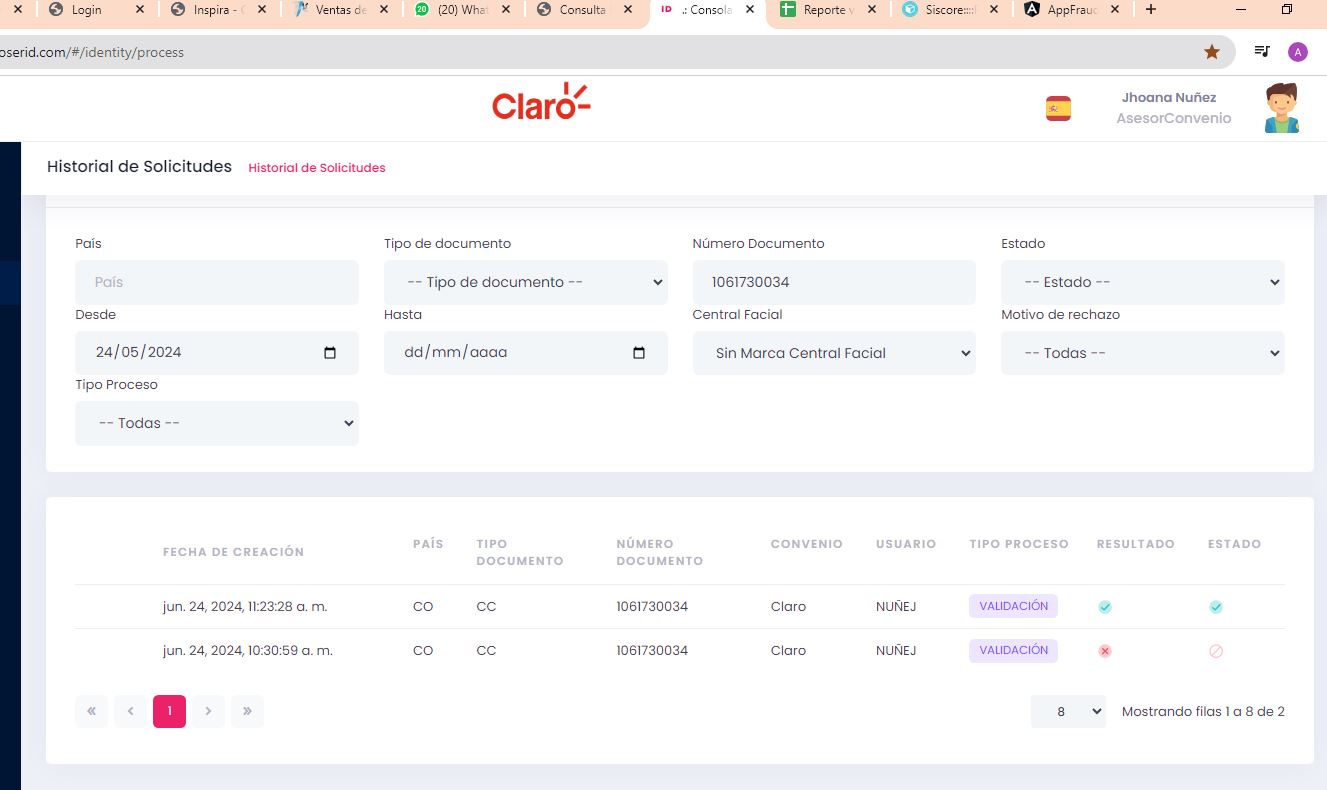 Login
Inspira -
Ventas de
20 (20) What
Consulta
ID .: Consola
Reporte
Siscore::::
AppFraud
oserid.com/#/identity/process
A
Claro
Jhoana Nuñez
AsesorConvenio
Historial de Solicitudes Historial de Solicitudes
País Tipo de documento Número Documento Estado
País -- Tipo de documento -- 1061730034 -- Estado --
Desde Hasta Central Facial Motivo de rechazo
24/05/2024 dd/mm/aaaa Sin Marca Central Facial -- Todas --
Tipo Proceso
-- Todas --
FECHA DE CREACIÓN PAÍS TIPO DOCUMENTO NÚMERO DOCUMENTO CONVENIO USUARIO TIPO PROCESO RESULTADO ESTADO
jun. 24, 2024, 11:23:28 a. m. CO CC 1061730034 Claro NUÑEJ VALIDACIÓN
jun. 24, 2024, 10:30:59 a. m. CO CC 1061730034 Claro NUÑEJ VALIDACIÓN
« ‹ 1 › » 8 Mostrando filas 1 a 8 de 2